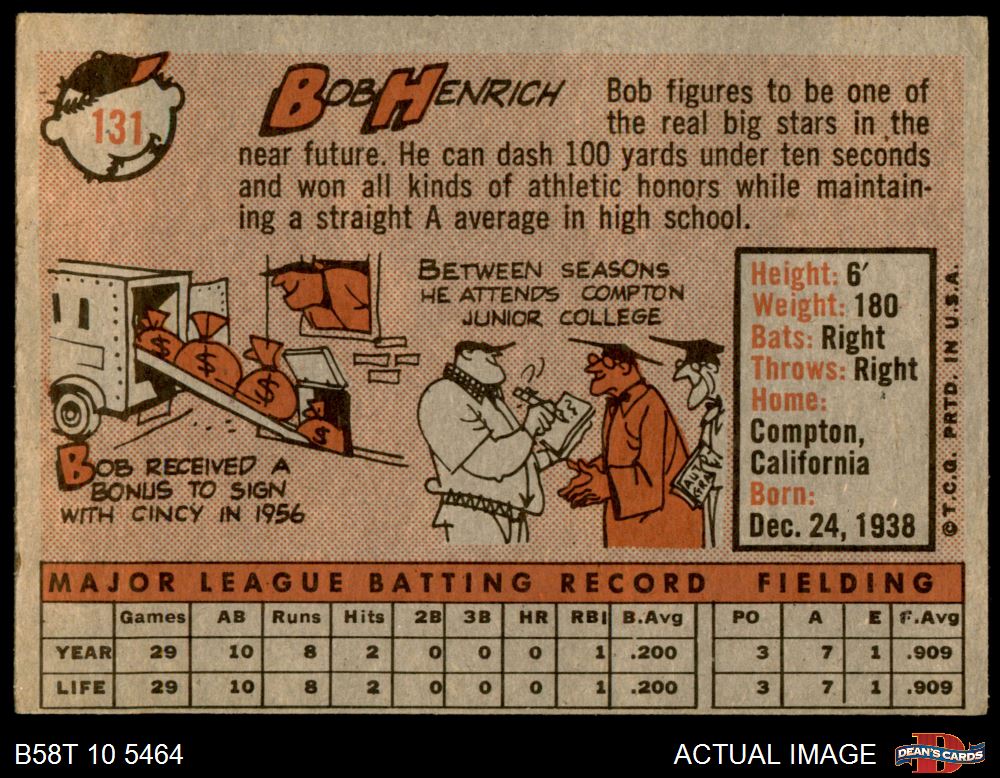 131
BOB HENRICH
Bob figures to be one of
the real big stars in the
near future. He can dash 100 yards under ten seconds
and won all kinds of athletic honors while maintain-
ing a straight A average in high school.
$ $ $ $
BOB RECEIVED A
BONUS TO SIGN
WITH CINCY IN 1956
BETWEEN SEASONS
HE ATTENDS COMPTON
JUNIOR COLLEGE
Height: 6′
Weight: 180
Bats: Right
Throws: Right
Home:
Compton,
California
Born:
Dec. 24, 1938
© T.C.G. PRTD. IN U.S.A.
MAJOR LEAGUE BATTING RECORD FIELDING
Games AB Runs Hits 2B 3B HR RBI B.Avg PO A E F.Avg
YEAR 29 10 8 2 0 0 0 1 .200 3 7 1 .909
LIFE 29 10 8 2 0 0 0 1 .200 3 7 1 .909
B58T 10 5464 ACTUAL IMAGE DEAN'S CARDS